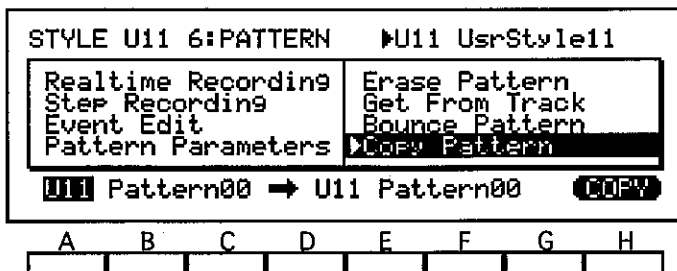 STYLE U11 6:PATTERN ▶U11 UsrStyle11
Realtime Recording
Step Recording
Event Edit
Pattern Parameters
Erase Pattern
Get From Track
Bounce Pattern
▶Copy Pattern
U11 Pattern00 ➡ U11 Pattern00 COPY
A B C D E F G H